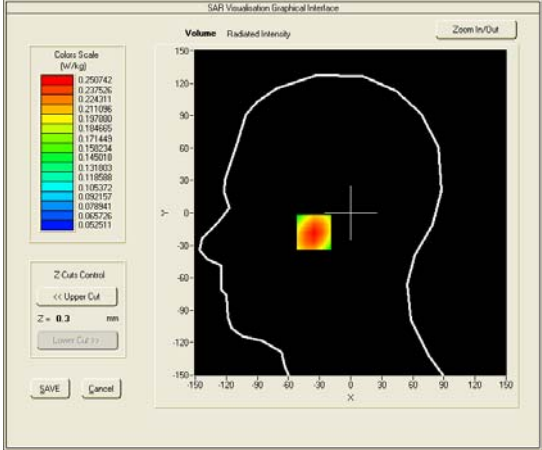 SAR Visualisation Graphical Interface
Volume Radiated Intensity
Zoom In/Out
Colors Scale
(W/kg)
0.250742
0.237526
0.224311
0.211096
0.197880
0.184665
0.171449
0.158234
0.145018
0.131803
0.118588
0.105372
0.092157
0.078941
0.065726
0.052511
Z Cuts Control
<< Upper Cut
Z = 0.3 mm
Lower Cut >>
SAVE Cancel
150
120
90
60
30
0
-30
-60
-90
-120
-150
Y
-150 -120 -90 -60 -30 0 30 60 90 120 150
X